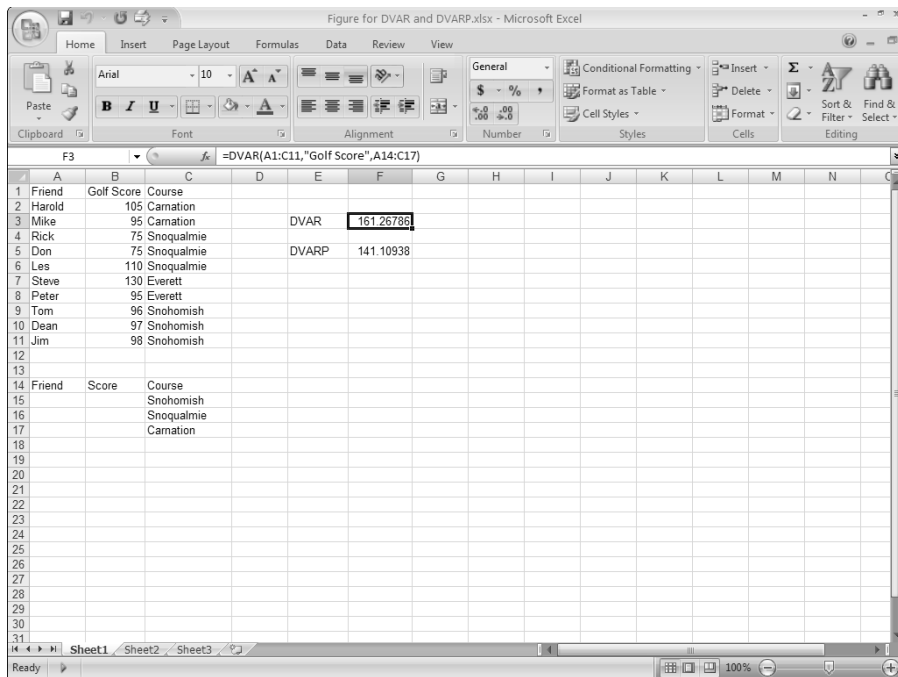 Figure for DVAR and DVARP.xlsx - Microsoft Excel
Home Insert Page Layout Formulas Data Review View
Paste
Arial 10
General
Conditional Formatting
Insert
Σ
B I U
A A A
$ % ,
Format as Table
Delete
Cell Styles
Format
Sort & Filter
Find & Select
Clipboard Font Alignment Number Styles Cells Editing
F3 fx =DVAR(A1:C11,"Golf Score",A14:C17)
A B C D E F G H I J K L M N
1 Friend Golf Score Course
2 Harold 105 Carnation
3 Mike 95 Carnation DVAR 161.26786
4 Rick 75 Snoqualmie
5 Don 75 Snoqualmie DVARP 141.10938
6 Les 110 Snoqualmie
7 Steve 130 Everett
8 Peter 95 Everett
9 Tom 96 Snohomish
10 Dean 97 Snohomish
11 Jim 98 Snohomish
12
13
14 Friend Score Course
15 Snohomish
16 Snoqualmie
17 Carnation
18
19
20
21
22
23
24
25
26
27
28
29
30
31
Sheet1 Sheet2 Sheet3
Ready 100%